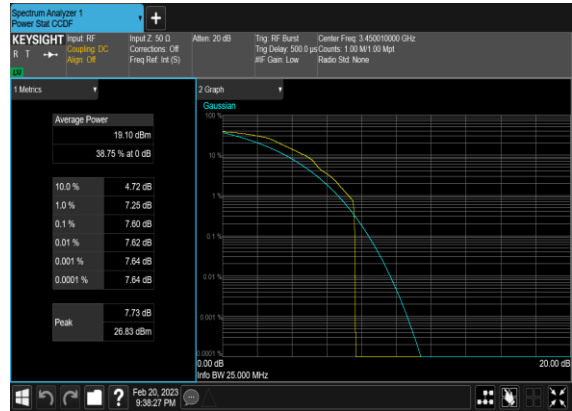 Spectrum Analyzer 1
Power Stat CCDF
KEYSIGHT
R T
Input: RF
Coupling: DC
Align: Off
Input Z: 50 Ω
Corrections: Off
Freq Ref: Int (S)
Atten: 20 dB
Trig: RF Burst
Trig Delay: 500.0 µs
#IF Gain: Low
Center Freq: 3.450010000 GHz
Counts: 1.00 M/1.00 Mpt
Radio Std: None
1 Metrics
Average Power
19.10 dBm
38.75 % at 0 dB
10.0 % 4.72 dB
1.0 % 7.25 dB
0.1 % 7.60 dB
0.01 % 7.62 dB
0.001 % 7.64 dB
0.0001 % 7.64 dB
Peak
7.73 dB
26.83 dBm
2 Graph
Gaussian
100 %
10 %
1 %
0.1 %
0.01 %
0.001 %
0.0001 %
0.00 dB 20.00 dB
Info BW 25.000 MHz
Feb 20, 2023
9:38:27 PM